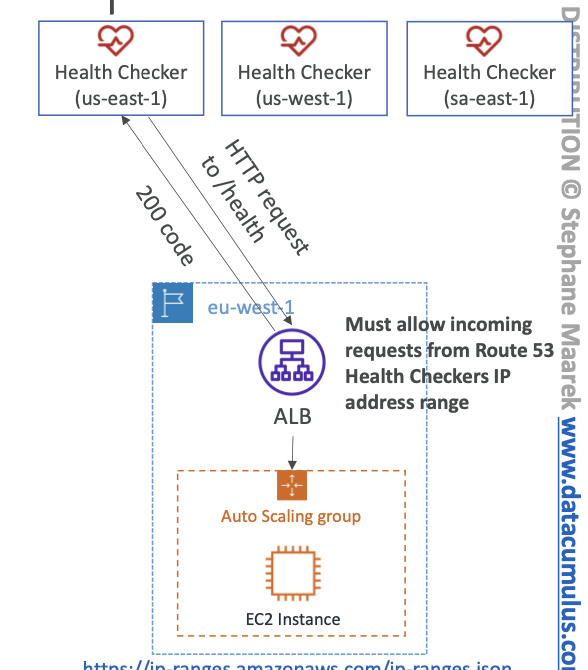 Health Checker
(us-east-1)
Health Checker
(us-west-1)
Health Checker
(sa-east-1)
HTTP request
to /health
200 code
eu-west-1
Must allow incoming
requests from Route 53
Health Checkers IP
address range
ALB
Auto Scaling group
EC2 Instance
https://ip-ranges.amazonaws.com/ip-ranges.json
DISTRIBUTION © Stephane Maarek www.datacumulus.co